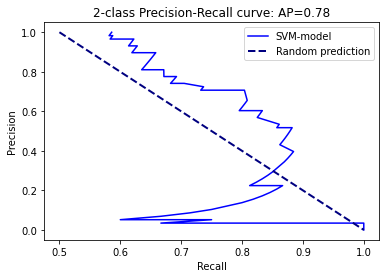 2-class Precision-Recall curve: AP=0.78
SVM-model
Random prediction
Precision
1.0
0.8
0.6
0.4
0.2
0.0
0.5
0.6
0.7
0.8
0.9
1.0
Recall